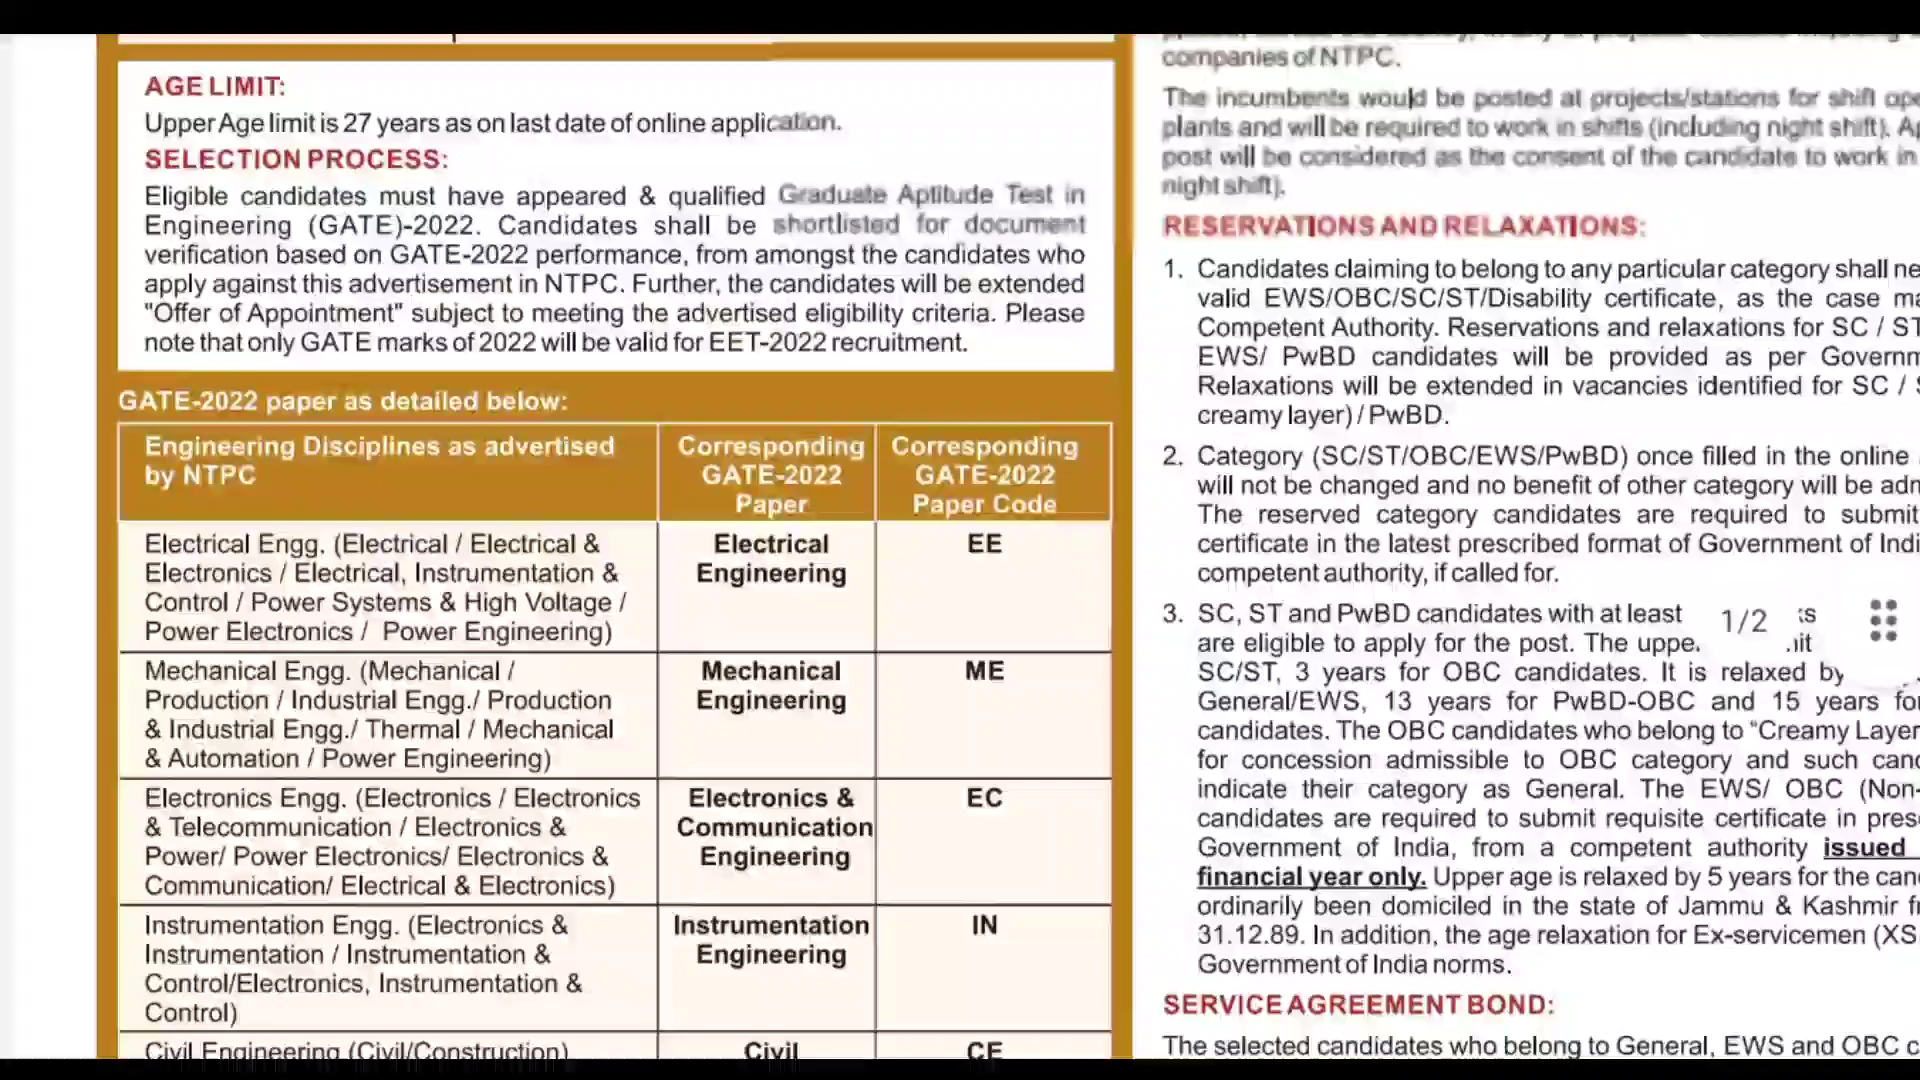 AGE LIMIT:
Upper Age limit is 27 years as on last date of online application.
SELECTION PROCESS:
Eligible candidates must have appeared & qualified Graduate Aptitude Test in
Engineering (GATE)-2022. Candidates shall be shortlisted for document
verification based on GATE-2022 performance, from amongst the candidates who
apply against this advertisement in NTPC. Further, the candidates will be extended
"Offer of Appointment" subject to meeting the advertised eligibility criteria. Please
note that only GATE marks of 2022 will be valid for EET-2022 recruitment.
GATE-2022 paper as detailed below:
Engineering Disciplines as advertised
by NTPC
Corresponding
GATE-2022
Paper
Corresponding
GATE-2022
Paper Code
Electrical Engg. (Electrical / Electrical &
Electronics / Electrical, Instrumentation &
Control / Power Systems & High Voltage /
Power Electronics / Power Engineering)
Electrical
Engineering
EE
Mechanical Engg. (Mechanical /
Production / Industrial Engg./ Production
& Industrial Engg./ Thermal / Mechanical
& Automation / Power Engineering)
Mechanical
Engineering
ME
Electronics Engg. (Electronics / Electronics
& Telecommunication / Electronics &
Power/ Power Electronics/ Electronics &
Communication/ Electrical & Electronics)
Electronics &
Communication
Engineering
EC
Instrumentation Engg. (Electronics &
Instrumentation / Instrumentation &
Control/Electronics, Instrumentation &
Control)
Instrumentation
Engineering
IN
Civil Engineering (Civil/Construction)
Civil
CE
companies of NTPC.
The incumbents would be posted at projects/stations for shift
plants and will be required to work in shifts (including night shift).
post will be considered as the consent of the candidate to work in
night shift).
RESERVATIONS AND RELAXATIONS:
1. Candidates claiming to belong to any particular category shall
valid EWS/OBC/SC/ST/Disability certificate, as the case
Competent Authority. Reservations and relaxations for SC / ST
EWS/ PwBD candidates will be provided as per
Relaxations will be extended in vacancies identified for SC /
creamy layer) / PwBD.
2. Category (SC/ST/OBC/EWS/PwBD) once filled in the online
will not be changed and no benefit of other category will be
The reserved category candidates are required to submit
certificate in the latest prescribed format of Government of
competent authority, if called for.
3. SC, ST and PwBD candidates with at least
are eligible to apply for the post. The
SC/ST, 3 years for OBC candidates. It is relaxed by
General/EWS, 13 years for PwBD-OBC and 15 years
candidates. The OBC candidates who belong to "Creamy
for concession admissible to OBC category and such
indicate their category as General. The EWS/ OBC (Non-
candidates are required to submit requisite certificate in
Government of India, from a competent authority issued
financial year only. Upper age is relaxed by 5 years for the
ordinarily been domiciled in the state of Jammu & Kashmir
31.12.89. In addition, the age relaxation for Ex-servicemen (XS
Government of India norms.
1/2
SERVICE AGREEMENT BOND:
The selected candidates who belong to General, EWS and OBC